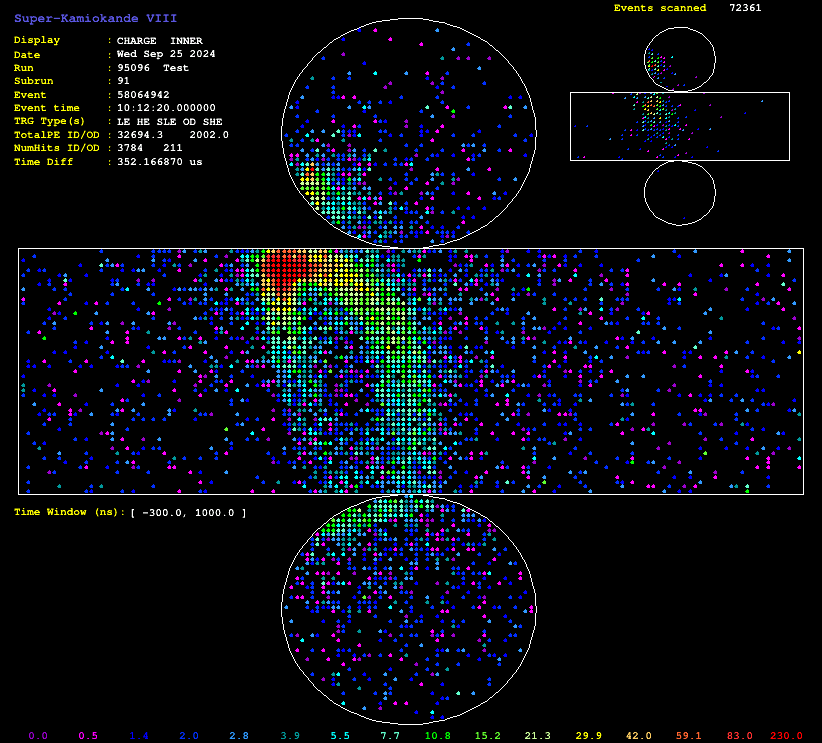 Super-Kamiokande VIII
Events scanned 72361
Display : CHARGE INNER
Date : Wed Sep 25 2024
Run : 95096 Test
Subrun : 91
Event : 58064942
Event time : 10:12:20.000000
TRG Type(s) : LE HE SLE OD SHE
TotalPE ID/OD : 32694.3 2002.0
NumHits ID/OD : 3784 211
Time Diff : 352.166870 us
Time Window (ns): [ -300.0, 1000.0 ]
0.0 0.5 1.4 2.0 2.8 3.9 5.5 7.7 10.8 15.2 21.3 29.9 42.0 59.1 83.0 230.0